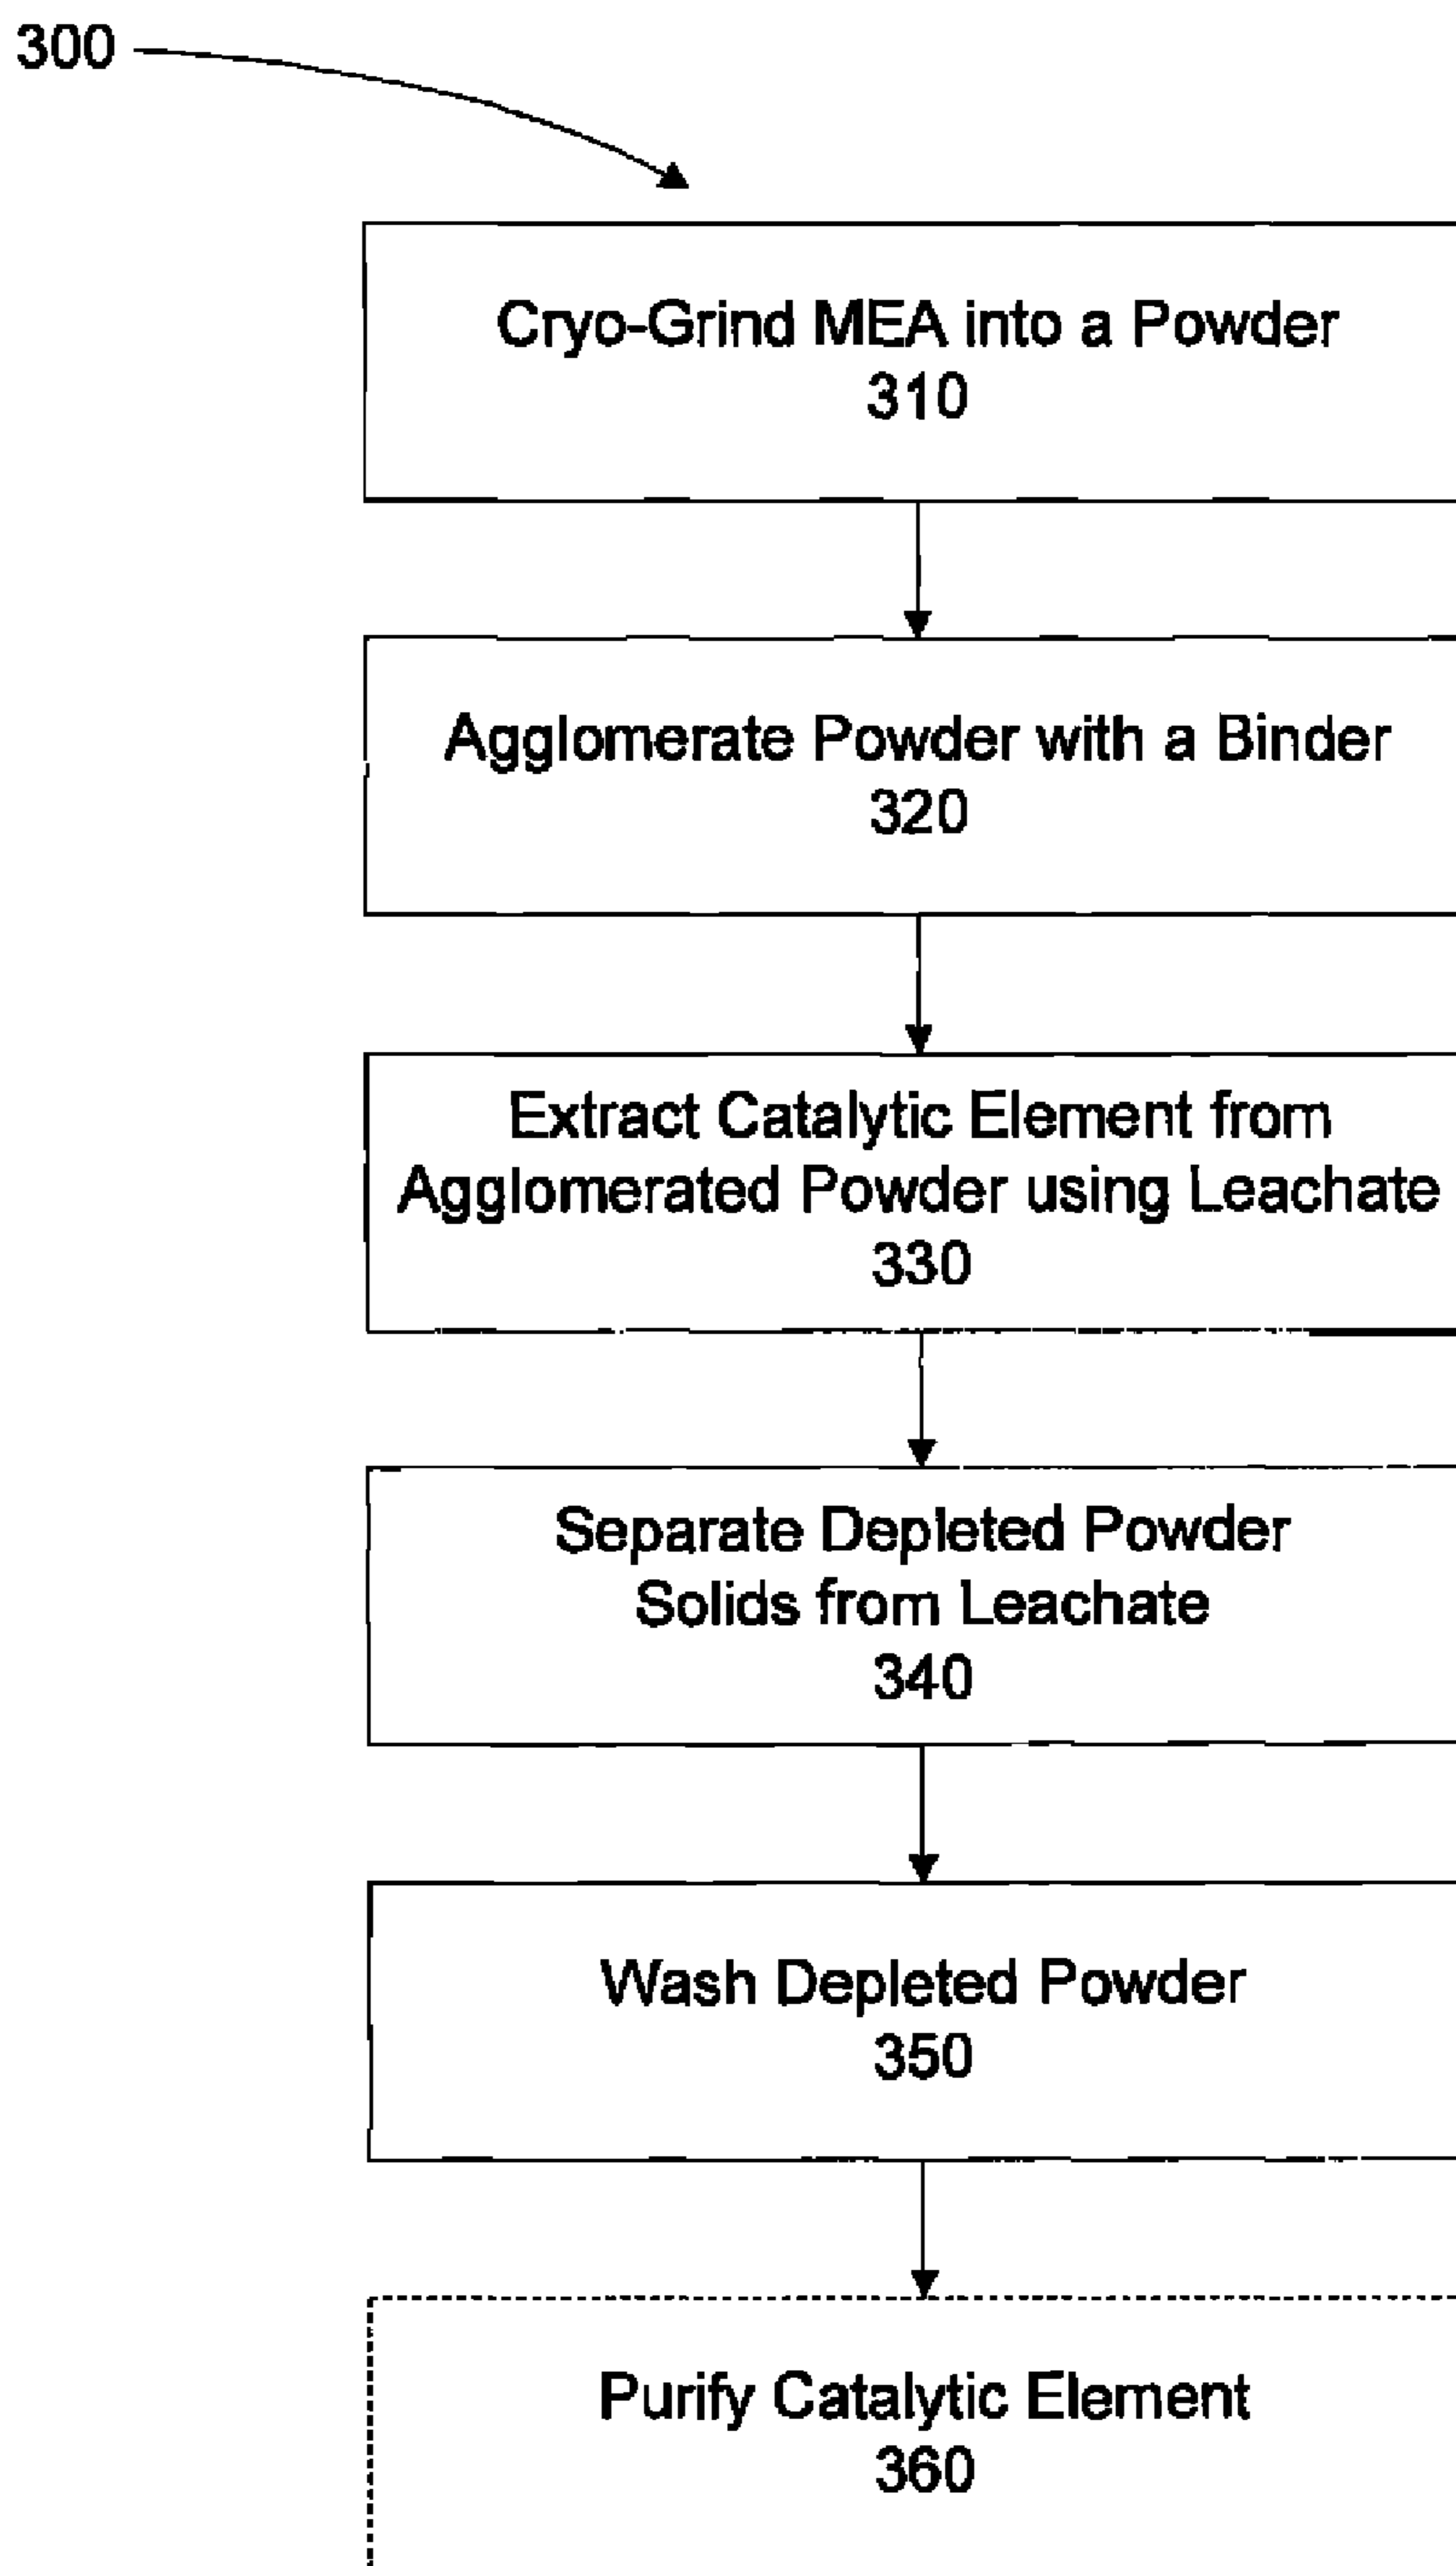 300
Cryo-Grind MEA into a Powder
310
Agglomerate Powder with a Binder
320
Extract Catalytic Element from
Agglomerated Powder using Leachate
330
Separate Depleted Powder
Solids from Leachate
340
Wash Depleted Powder
350
Purify Catalytic Element
360